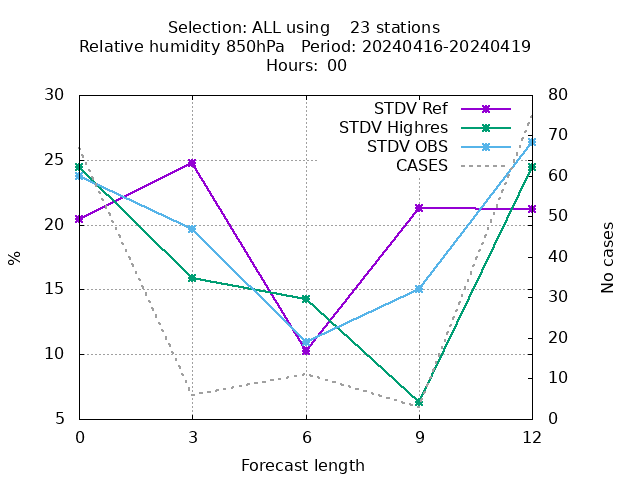 Selection: ALL using    23 stations
Relative humidity 850hPa   Period: 20240416-20240419
Hours:  00
30
25
20
15
10
5
%
80
70
60
50
40
30
20
10
0
No cases
STDV Ref
STDV Highres
STDV OBS
CASES
0
3
6
9
12
Forecast length